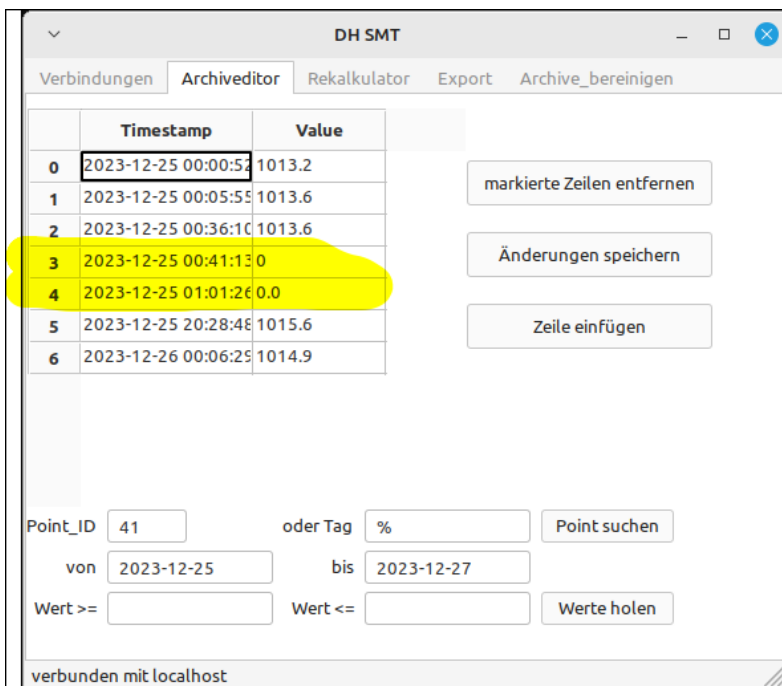 DH SMT
Verbindungen Archiveditor Rekalkulator Export Archive_bereinigen
Timestamp Value
0 2023-12-25 00:00:52 1013.2
1 2023-12-25 00:05:55 1013.6
2 2023-12-25 00:36:10 1013.6
3 2023-12-25 00:41:13 0
4 2023-12-25 01:01:26 0.0
5 2023-12-25 20:28:48 1015.6
6 2023-12-26 00:06:29 1014.9
markierte Zeilen entfernen
Änderungen speichern
Zeile einfügen
Point_ID 41 oder Tag % Point suchen
von 2023-12-25 bis 2023-12-27
Wert >= Wert <= Werte holen
verbunden mit localhost